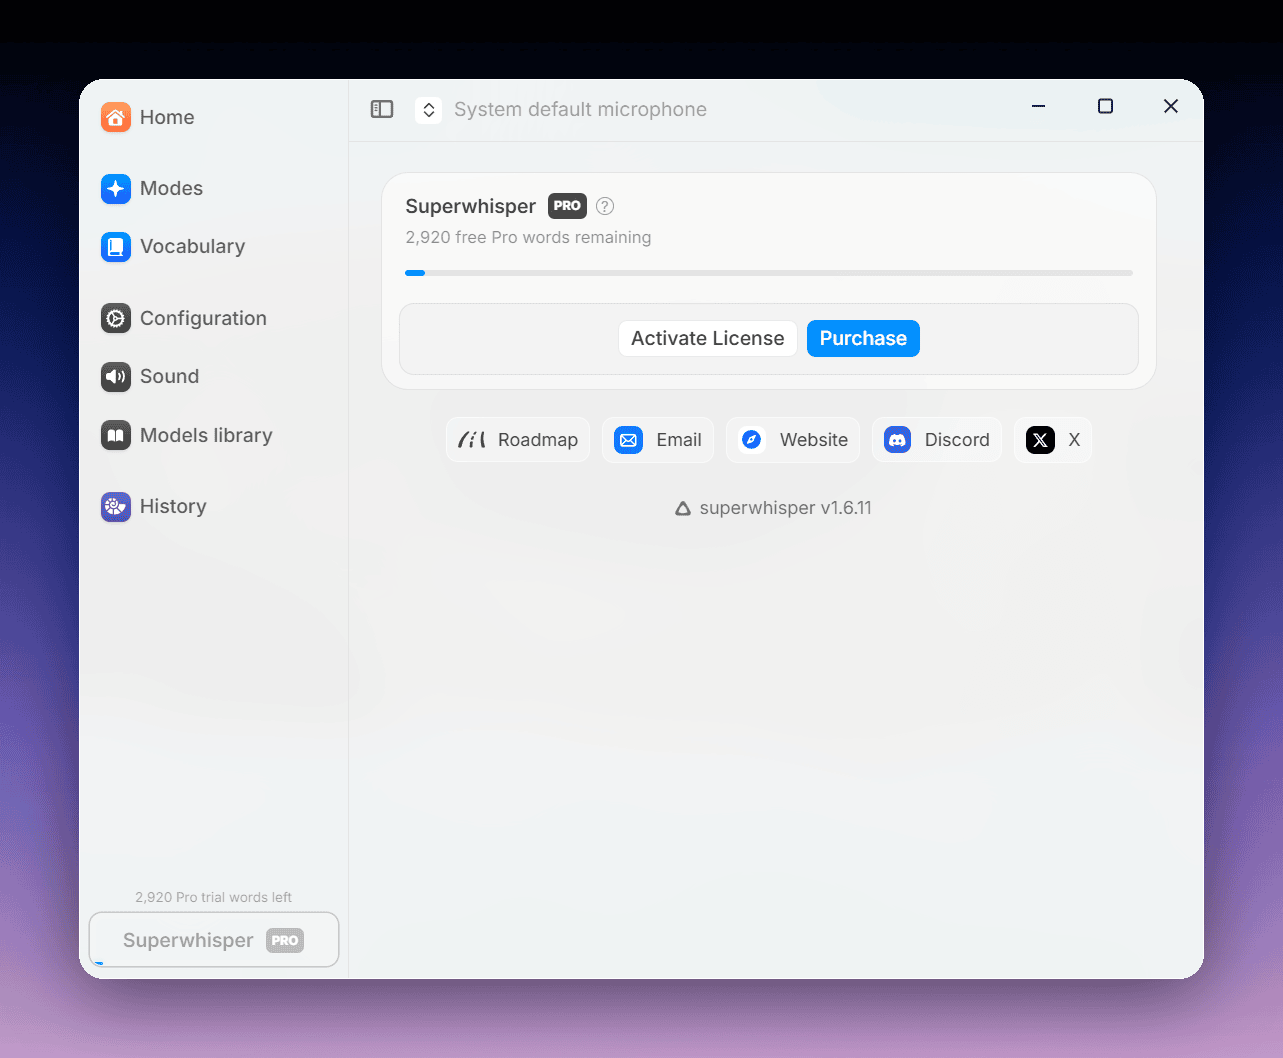 Home
Modes
Vocabulary
Configuration
Sound
Models library
History
2,920 Pro trial words left
Superwhisper PRO
System default microphone
Superwhisper PRO ?
2,920 free Pro words remaining
Activate License Purchase
Roadmap Email Website Discord X
superwhisper v1.6.11